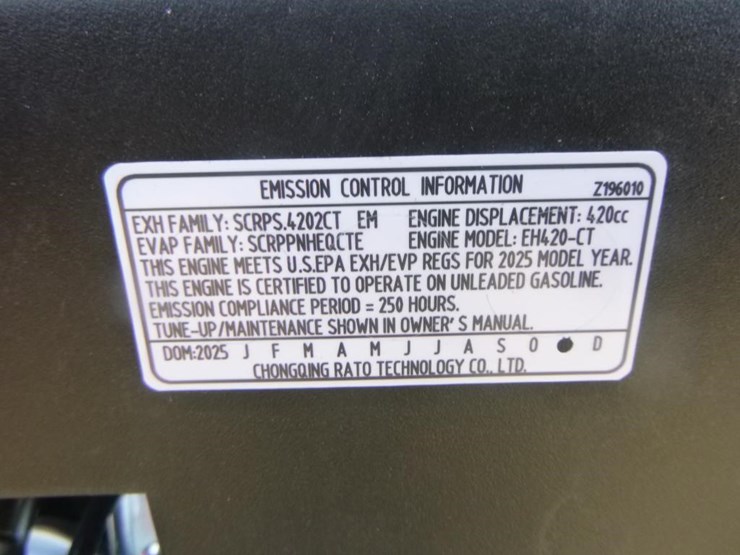 EMISSION CONTROL INFORMATION Z196010
EXH FAMILY: SCRPS.4202CT EM ENGINE DISPLACEMENT: 420cc
EVAP FAMILY: SCRPPNHEQCTE ENGINE MODEL: EH420-CT
THIS ENGINE MEETS U.S.EPA EXH/EVP REGS FOR 2025 MODEL YEAR.
THIS ENGINE IS CERTIFIED TO OPERATE ON UNLEADED GASOLINE.
EMISSION COMPLIANCE PERIOD = 250 HOURS.
TUNE-UP/MAINTENANCE SHOWN IN OWNER'S MANUAL.
DOM:2025 J F M A M J J A S O ● D
CHONGQING RATO TECHNOLOGY CO., LTD.